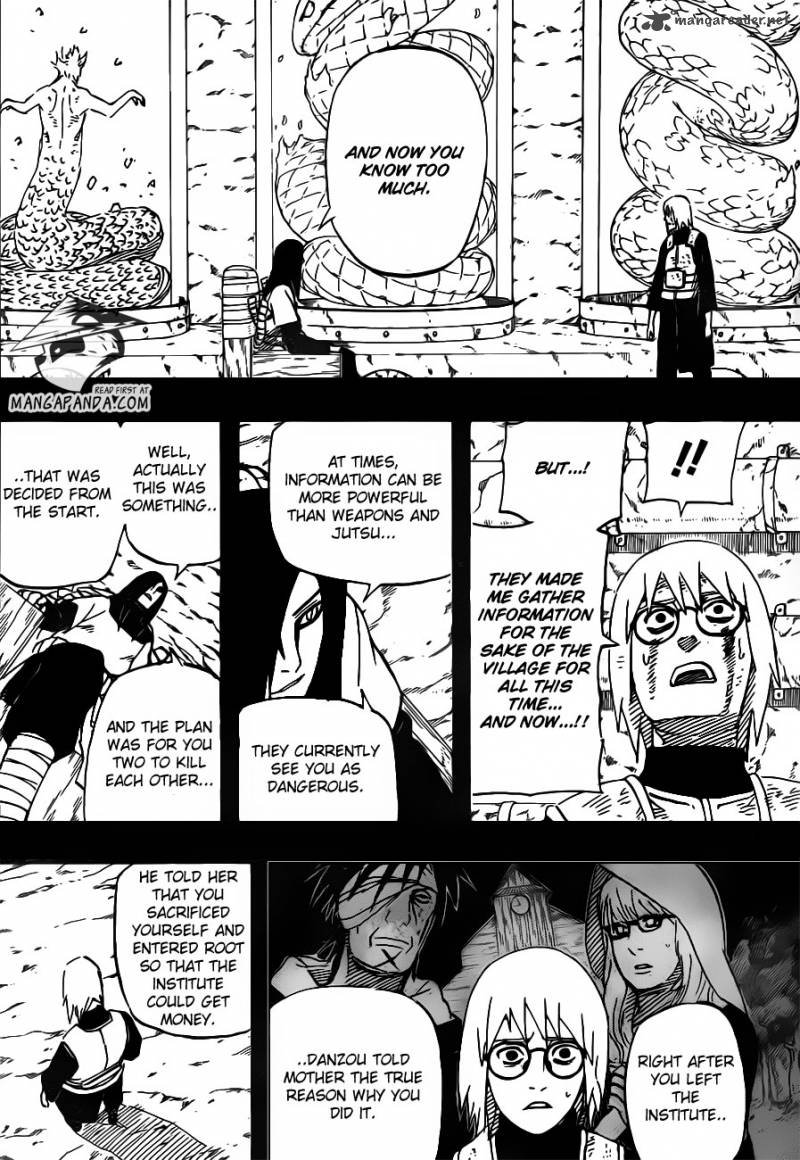 mangareader.net
AND NOW YOU
KNOW TOO
MUCH.
READ FIRST AT
MANGAPANDA.COM
!!
BUT...!
THEY MADE
ME GATHER
INFORMATION
FOR THE
SAKE OF THE
VILLAGE FOR
ALL THIS
TIME...
AND NOW...!!
AT TIMES,
INFORMATION CAN BE
MORE POWERFUL
THAN WEAPONS AND
JUTSU...
THEY CURRENTLY
SEE YOU AS
DANGEROUS.
WELL,
ACTUALLY
THIS WAS
SOMETHING..
..THAT WAS
DECIDED FROM
THE START.
AND THE PLAN
WAS FOR YOU
TWO TO KILL
EACH OTHER...
RIGHT AFTER
YOU LEFT
THE
INSTITUTE..
..DANZOU TOLD
MOTHER THE TRUE
REASON WHY YOU
DID IT.
HE TOLD HER
THAT YOU
SACRIFICED
YOURSELF AND
ENTERED ROOT
SO THAT THE
INSTITUTE
COULD GET
MONEY.